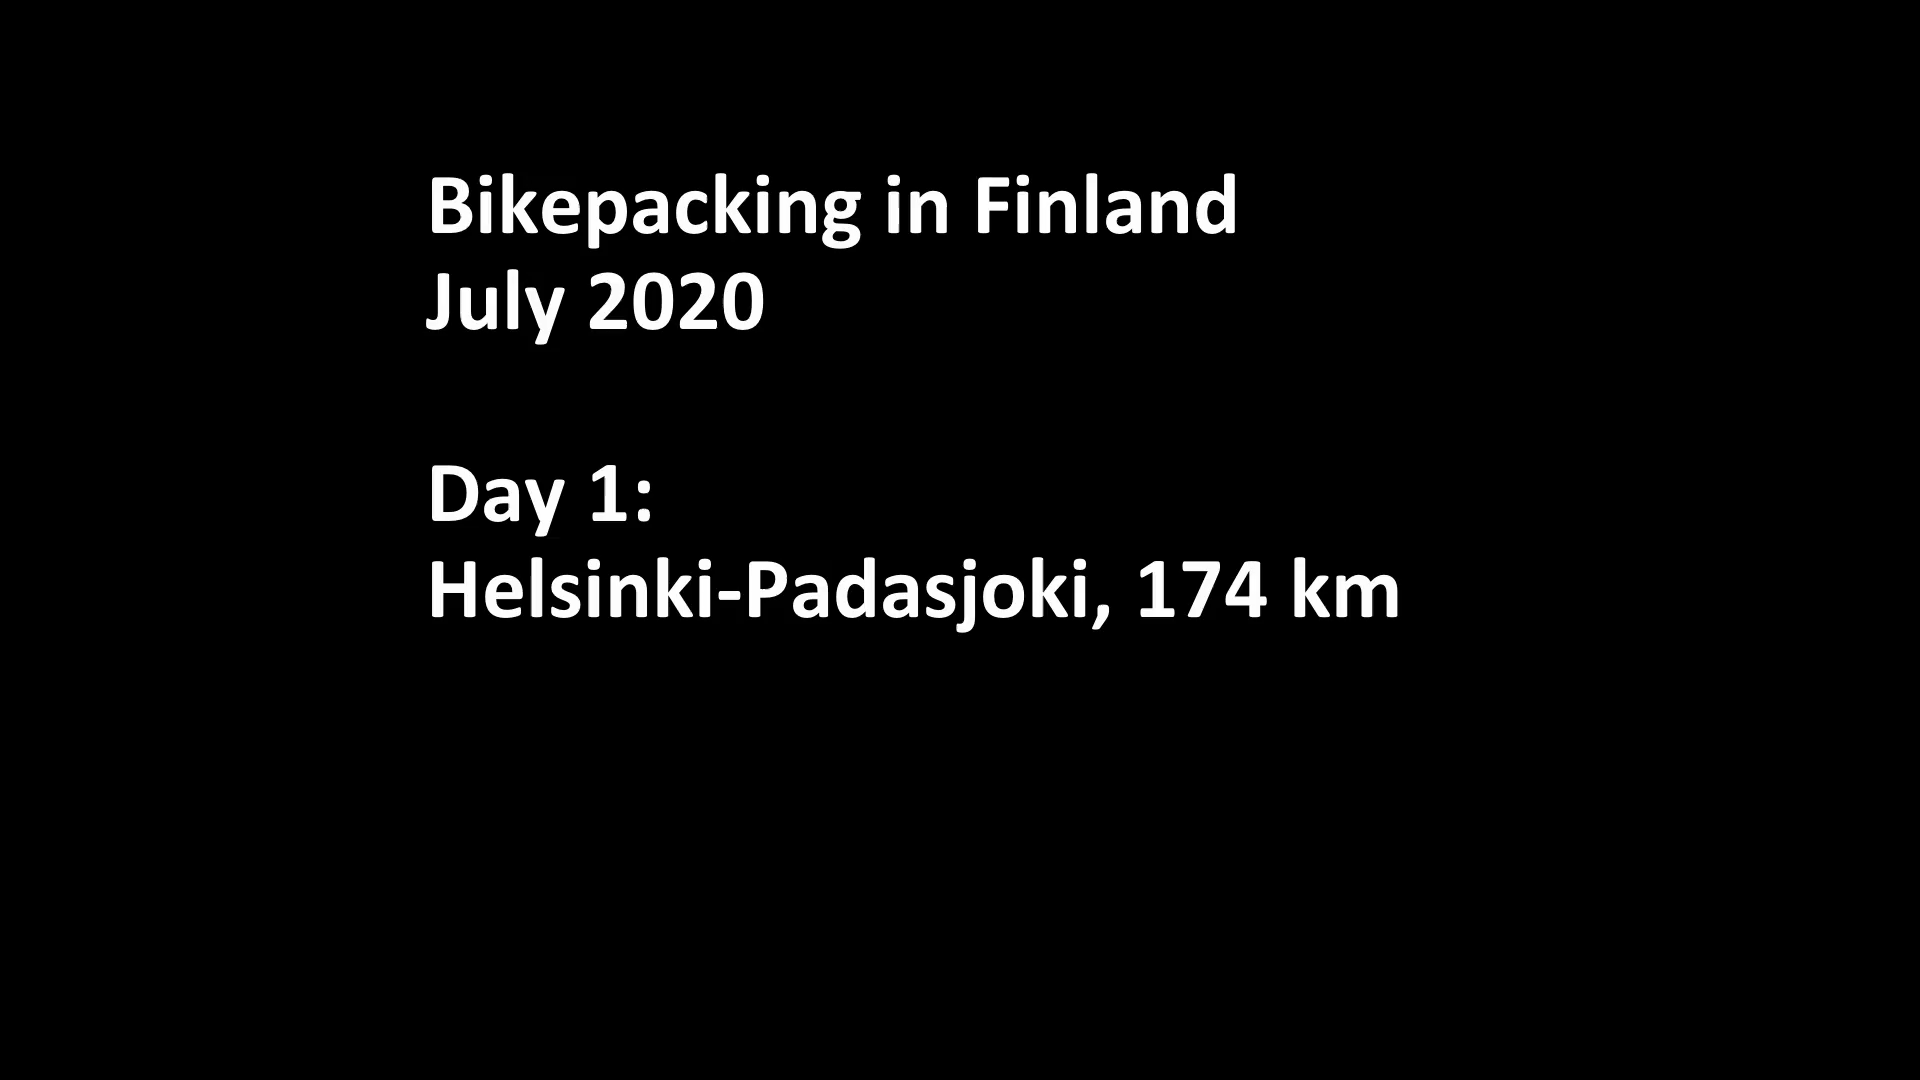 Bikepacking in Finland
July 2020
Day 1:
Helsinki-Padasjoki, 174 km